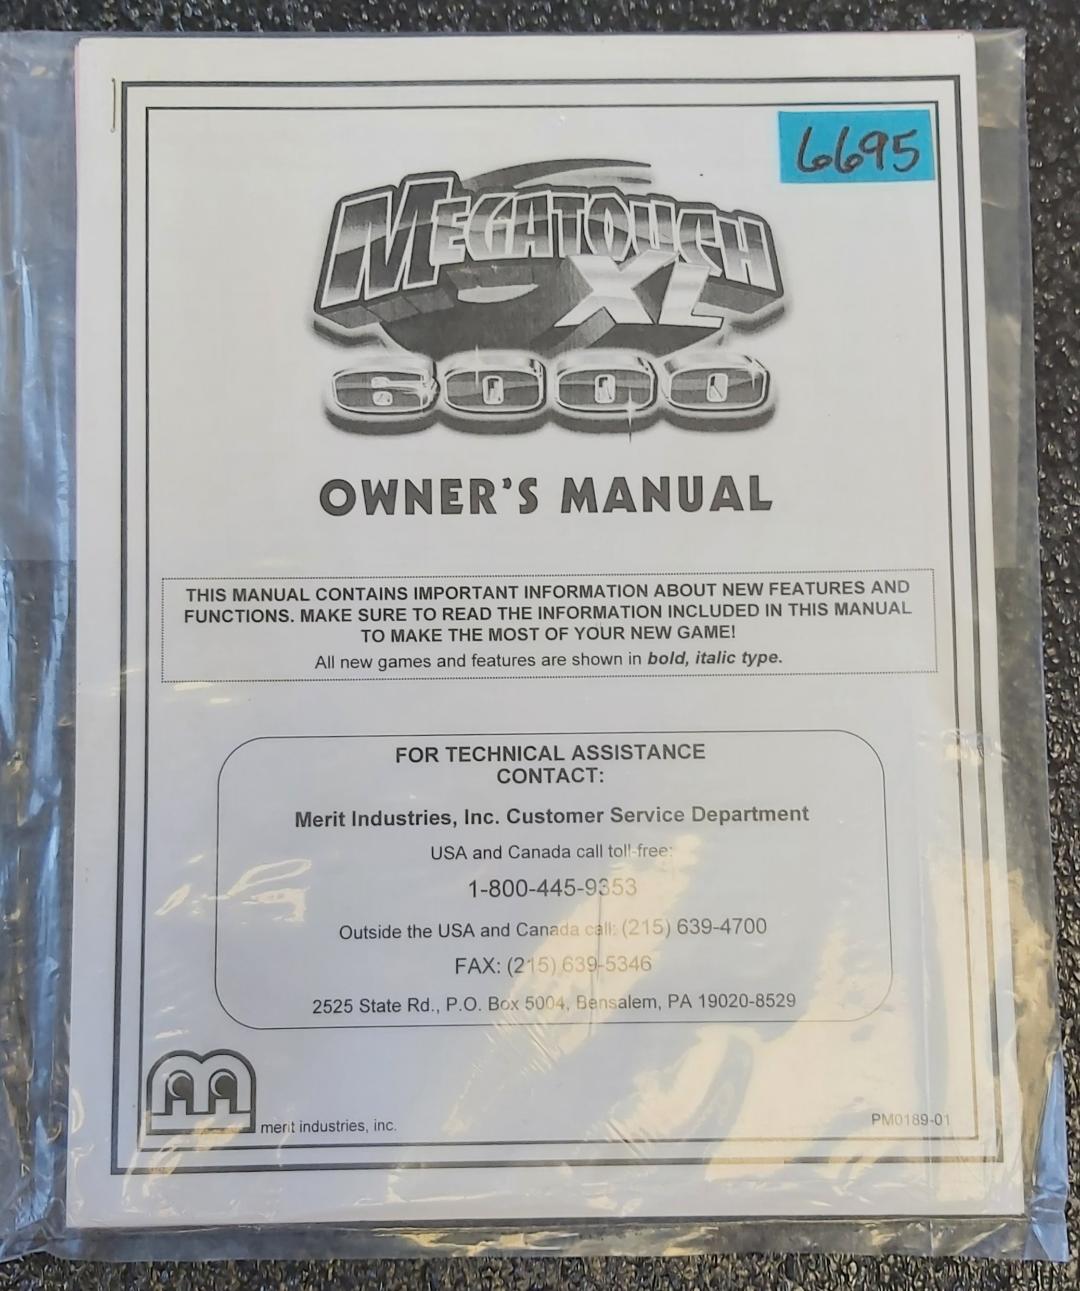 6695
MEGATOUCH
XL
6000
OWNER'S MANUAL
THIS MANUAL CONTAINS IMPORTANT INFORMATION ABOUT NEW FEATURES AND
FUNCTIONS. MAKE SURE TO READ THE INFORMATION INCLUDED IN THIS MANUAL
TO MAKE THE MOST OF YOUR NEW GAME!
All new games and features are shown in bold, italic type.
FOR TECHNICAL ASSISTANCE
CONTACT:
Merit Industries, Inc. Customer Service Department
USA and Canada call toll-free:
1-800-445-9353
Outside the USA and Canada call: (215) 639-4700
FAX: (215) 639-5346
2525 State Rd., P.O. Box 5004, Bensalem, PA 19020-8529
m
merit industries, inc.
PM0189-01